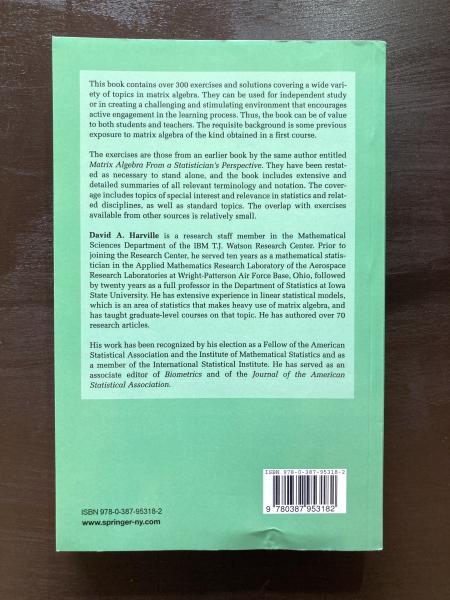 This book contains over 300 exercises and solutions covering a wide vari-
ety of topics in matrix algebra. They can be used for independent study
or in creating a challenging and stimulating environment that encourages
active engagement in the learning process. Thus, the book can be of value
to both students and teachers. The requisite background is some previous
exposure to matrix algebra of the kind obtained in a first course.
The exercises are those from an earlier book by the same author entitled
Matrix Algebra From a Statistician's Perspective. They have been restat-
ed as necessary to stand alone, and the book includes extensive and
detailed summaries of all relevant terminology and notation. The cover-
age includes topics of special interest and relevance in statistics and relat-
ed disciplines, as well as standard topics. The overlap with exercises
available from other sources is relatively small.
David A. Harville is a research staff member in the Mathematical
Sciences Department of the IBM T.J. Watson Research Center. Prior to
joining the Research Center, he served ten years as a mathematical statis-
tician in the Applied Mathematics Research Laboratory of the Aerospace
Research Laboratories at Wright-Patterson Air Force Base, Ohio, followed
by twenty years as a full professor in the Department of Statistics at Iowa
State University. He has extensive experience in linear statistical models,
which is an area of statistics that makes heavy use of matrix algebra, and
has taught graduate-level courses on that topic. He has authored over 70
research articles.
His work has been recognized by his election as a Fellow of the American
Statistical Association and the Institute of Mathematical Statistics and as
a member of the International Statistical Institute. He has served as an
associate editor of Biometrics and of the Journal of the American
Statistical Association.
ISBN 978-0-387-95318-2
9 780387 953182
ISBN 978-0-387-95318-2
www.springer-ny.com